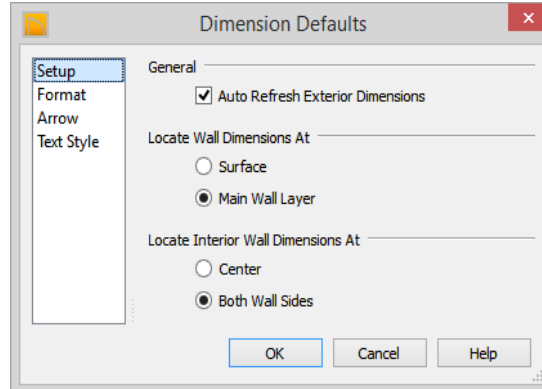 Dimension Defaults
Setup
Format
Arrow
Text Style
General
Auto Refresh Exterior Dimensions
Locate Wall Dimensions At
Surface
Main Wall Layer
Locate Interior Wall Dimensions At
Center
Both Wall Sides
OK Cancel Help